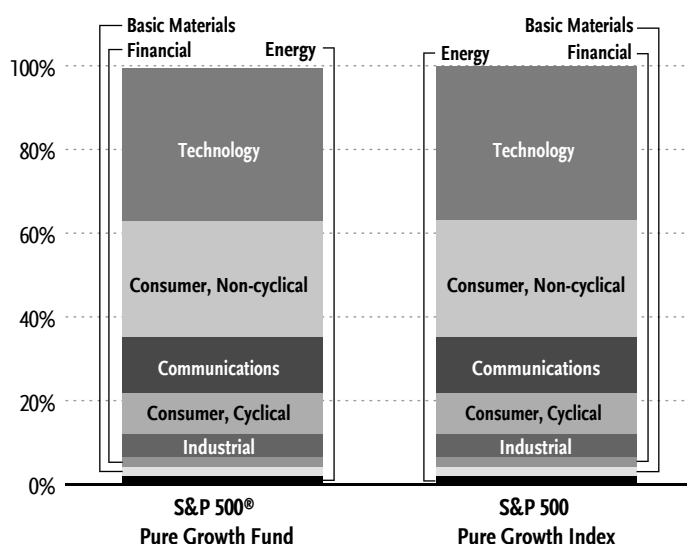 Basic Materials
Financial
Energy
Basic Materials
Energy
Financial
100%
80%
60%
40%
20%
0%
Technology
Consumer, Non-cyclical
Communications
Consumer, Cyclical
Industrial
Technology
Consumer, Non-cyclical
Communications
Consumer, Cyclical
Industrial
S&P 500®
Pure Growth Fund
S&P 500
Pure Growth Index